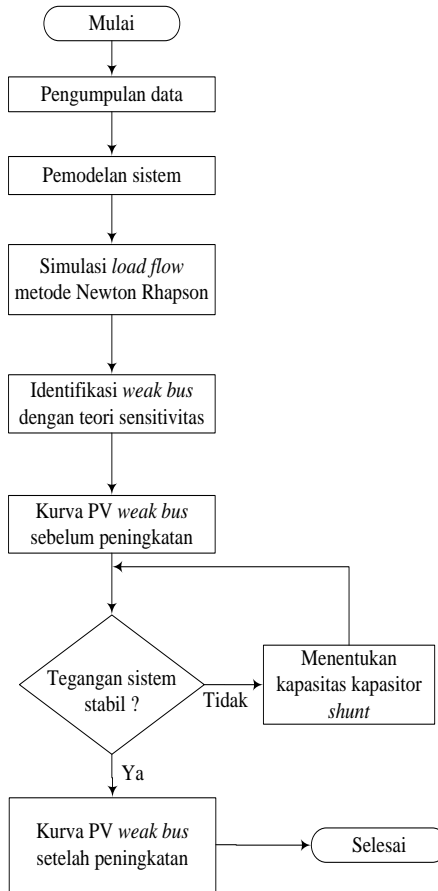 Mulai
Pengumpulan data
Pemodelan sistem
Simulasi load flow
metode Newton Rhapson
Identifikasi weak bus
dengan teori sensitivitas
Kurva PV weak bus
sebelum peningkatan
Tegangan sistem
stabil ?
Tidak
Menentukan
kapasitas kapasitor
shunt
Ya
Kurva PV weak bus
setelah peningkatan
Selesai